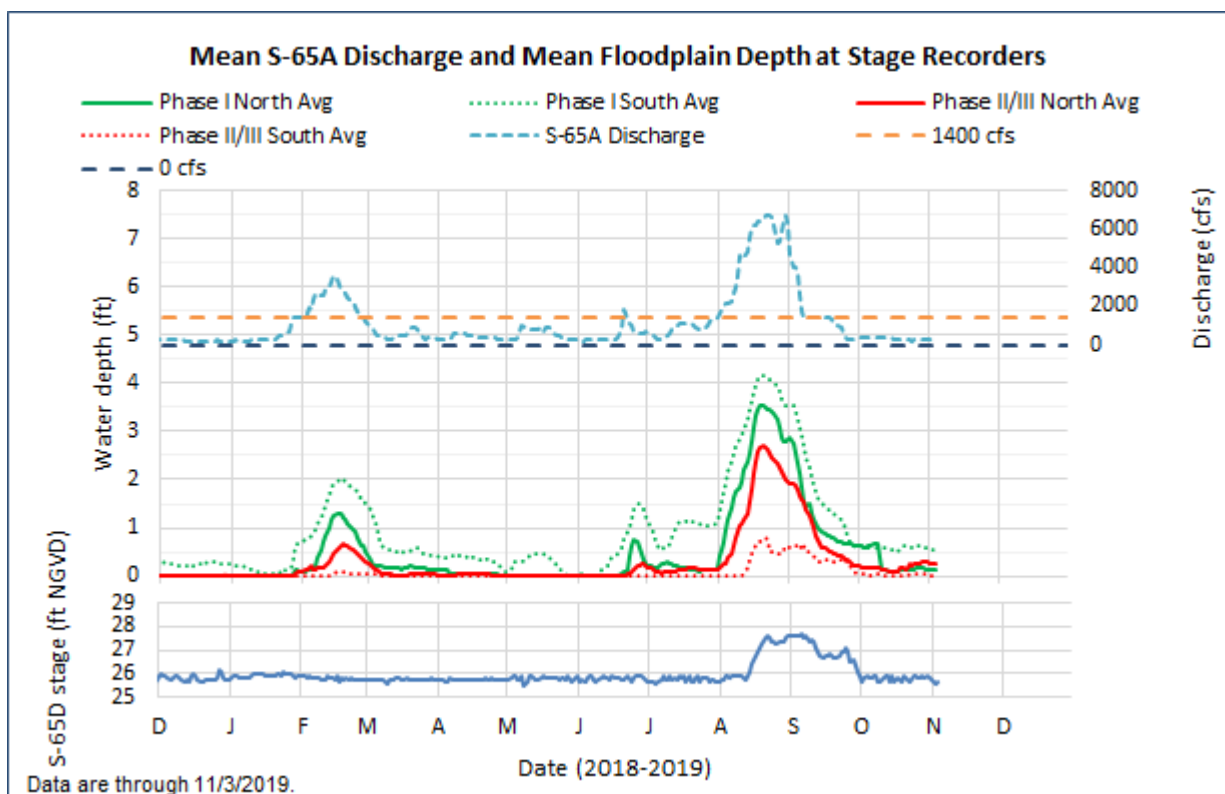 Mean S-65A Discharge and Mean Floodplain Depth at Stage Recorders
Phase I North Avg Phase I South Avg Phase II/III North Avg
Phase II/III South Avg S-65A Discharge 1400 cfs
0 cfs
Water depth (ft)
8
7
6
5
4
3
2
1
0
8000
6000
4000
2000
0
Discharge (cfs)
S-65D stage (ft NGVD)
29
28
27
26
25
D J F M A M J J A S O N D
Date (2018-2019)
Data are through 11/3/2019.